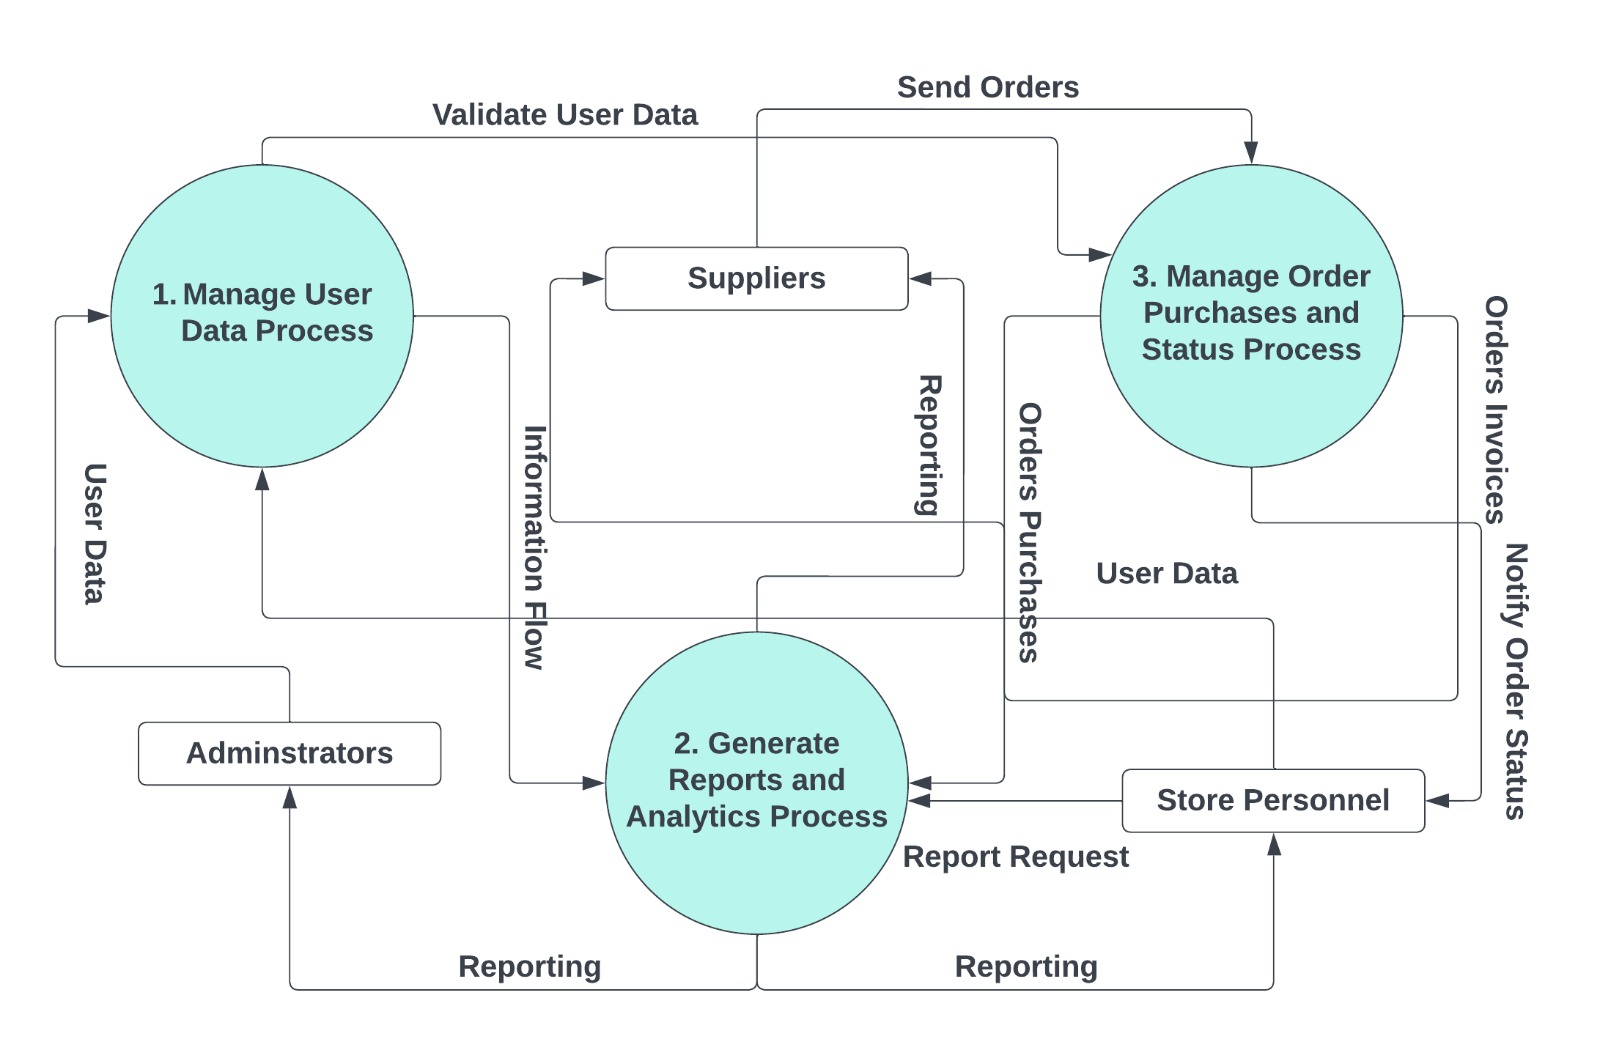 Send Orders
Validate User Data
1. Manage User
Data Process
Suppliers
3. Manage Order
Purchases and
Status Process
Orders Invoices
Reporting
Orders Purchases
Information Flow
User Data
User Data
Notify Order Status
Adminstrators
2. Generate
Reports and
Analytics Process
Store Personnel
Report Request
Reporting
Reporting